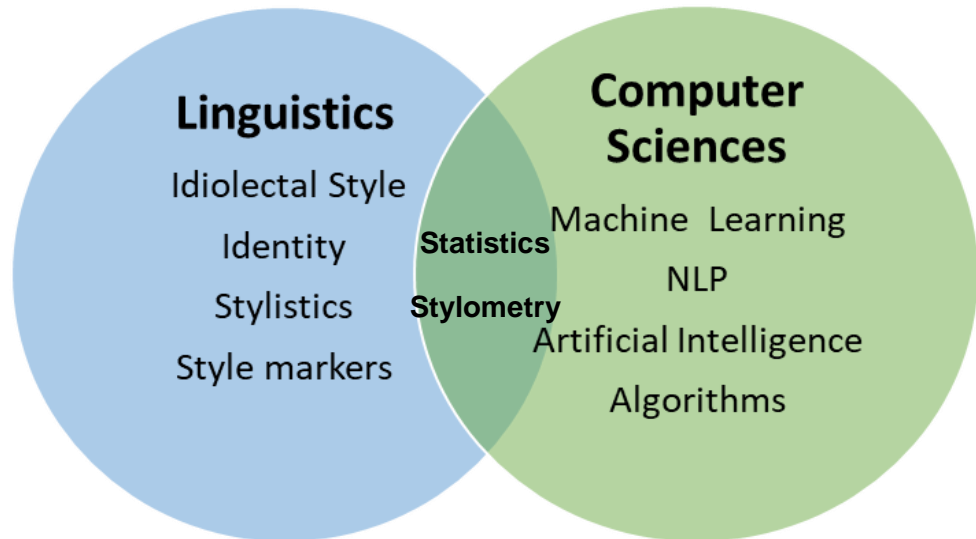 Linguistics
Idiolectal Style
Identity
Stylistics
Style markers
Statistics
Stylometry
Computer
Sciences
Machine Learning
NLP
Artificial Intelligence
Algorithms